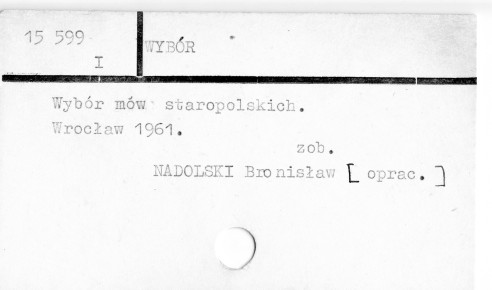 15 599
I
WYBÓR
Wybór mów staropolskich.
Wrocław 1961.
zob.
NADOLSKI Bronisław [ oprac. ]